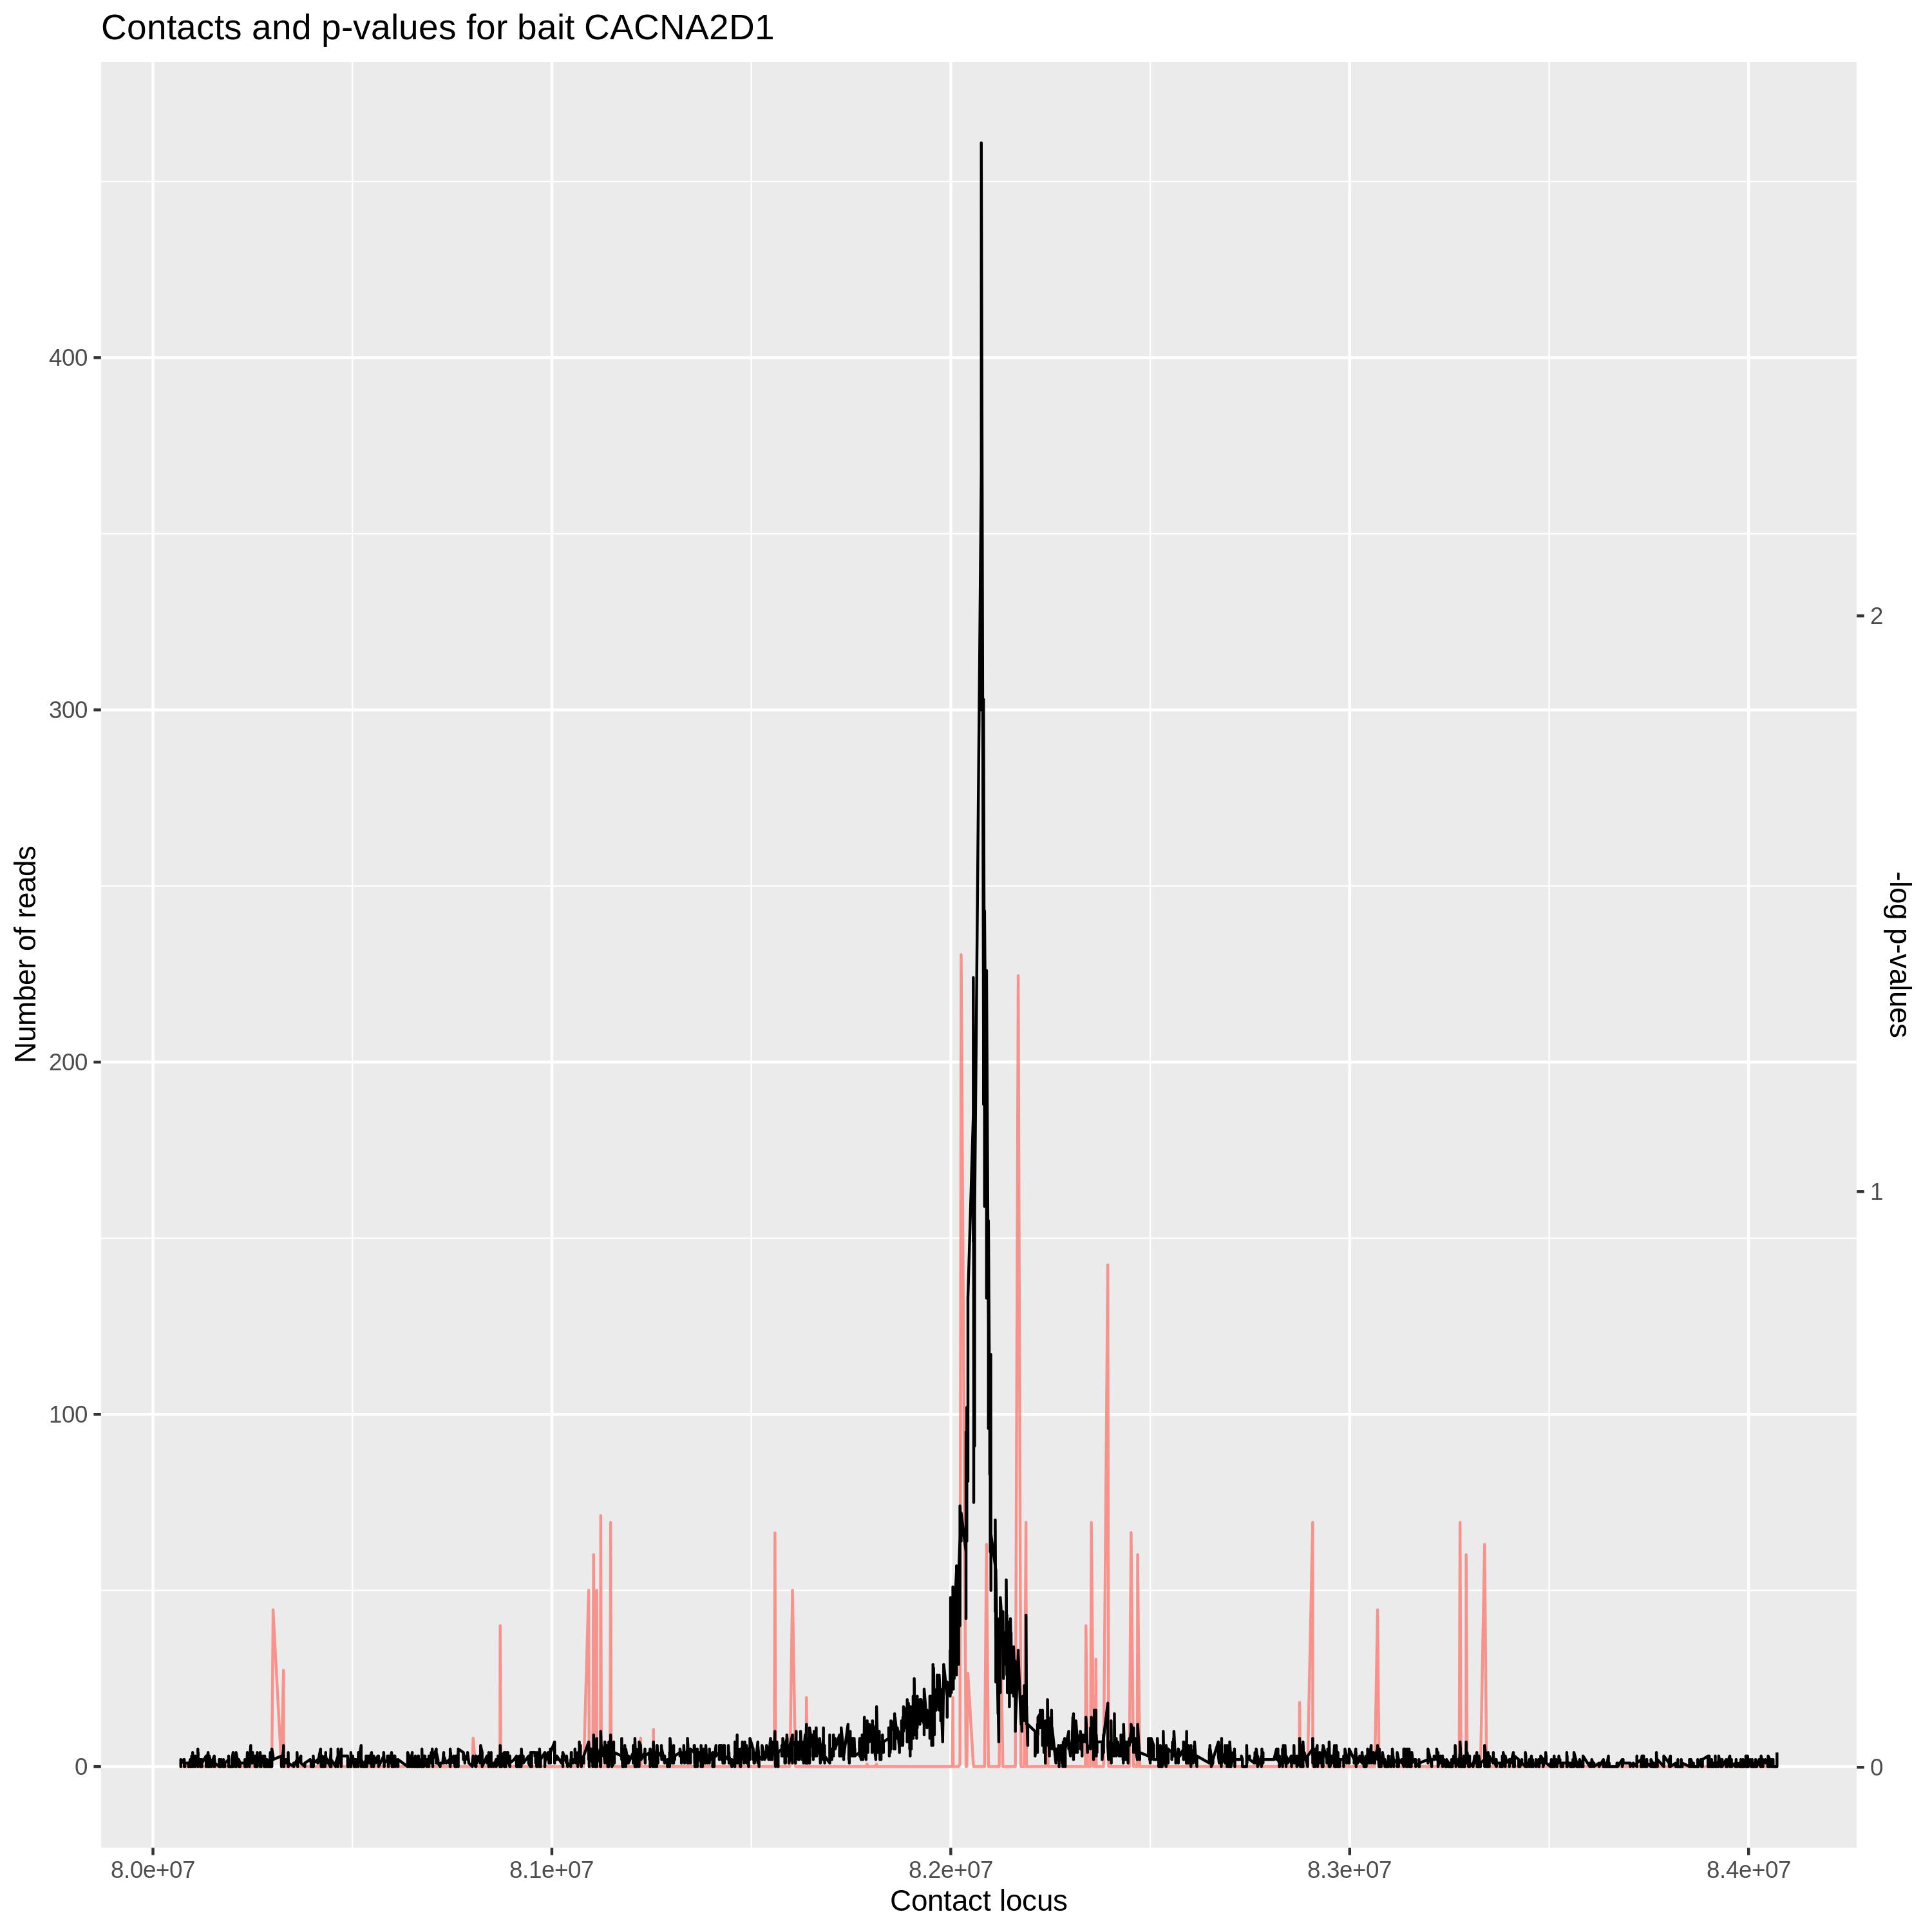 Contacts and p-values for bait CACNA2D1
Number of reads
400
300
200
100
0
2
1
0
-log p-values
8.0e+07
8.1e+07
8.2e+07
8.3e+07
8.4e+07
Contact locus